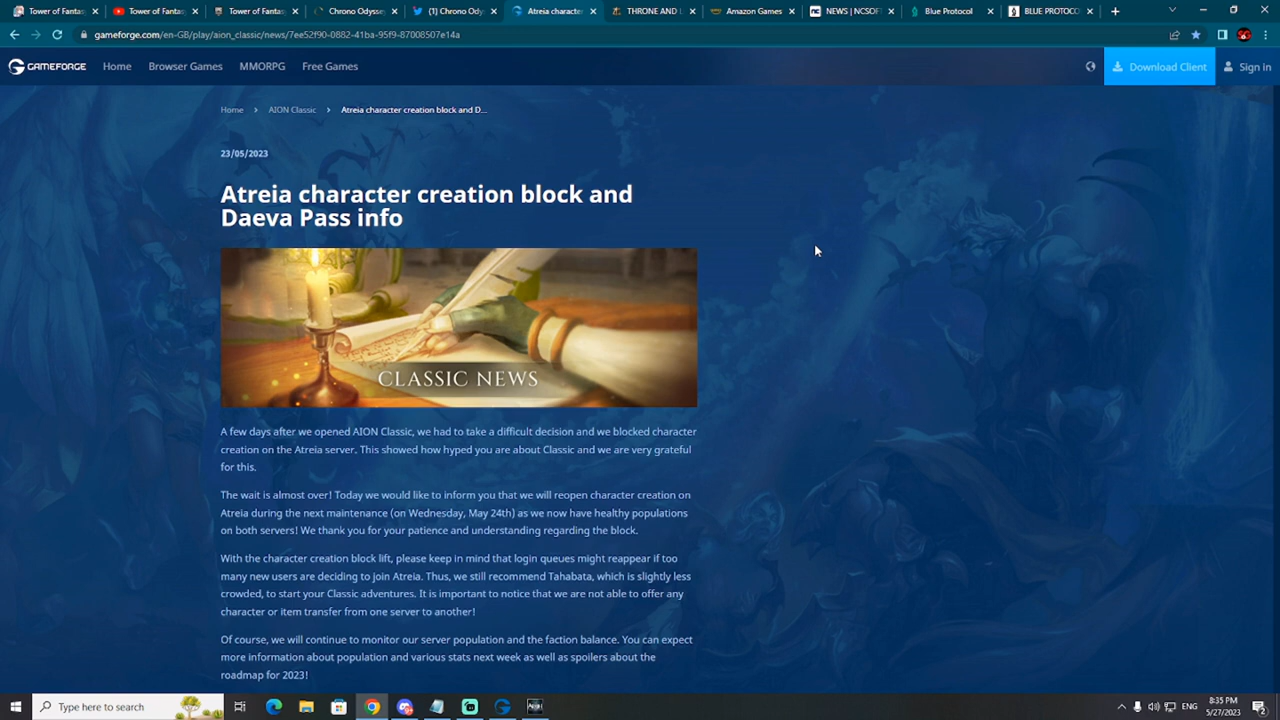 Tower of Fantas
Tower of Fantas
Tower of Fantas
Chrono Odysse
(1) Chrono Ody
Atreia characte
THRONE AND L
Amazon Games
NEWS | NCSOFT
Blue Protocol
BLUE PROTOCO
gameforge.com/en-GB/play/aion_classic/news/7ee52f90-0882-41ba-95f9-87008507e14a
GAMEFORGE Home Browser Games MMORPG Free Games Download Client Sign in
Home > AION Classic > Atreia character creation block and D...
23/05/2023
Atreia character creation block and
Daeva Pass info
CLASSIC NEWS
A few days after we opened AION Classic, we had to take a difficult decision and we blocked character
creation on the Atreia server. This showed how hyped you are about Classic and we are very grateful
for this.
The wait is almost over! Today we would like to inform you that we will reopen character creation on
Atreia during the next maintenance (on Wednesday, May 24th) as we now have healthy populations
on both servers! We thank you for your patience and understanding regarding the block.
With the character creation block lift, please keep in mind that login queues might reappear if too
many new users are deciding to join Atreia. Thus, we still recommend Tahabata, which is slightly less
crowded, to start your Classic adventures. It is important to notice that we are not able to offer any
character or item transfer from one server to another!
Of course, we will continue to monitor our server population and the faction balance. You can expect
more information about population and various stats next week as well as spoilers about the
roadmap for 2023!
Type here to search
ENG
8:35 PM
5/27/2023